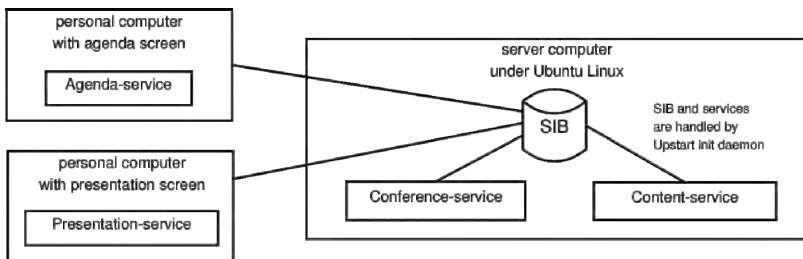 personal computer
with agenda screen
Agenda-service
personal computer
with presentation screen
Presentation-service
server computer
under Ubuntu Linux
SIB
SIB and services
are handled by
Upstart init daemon
Conference-service
Content-service